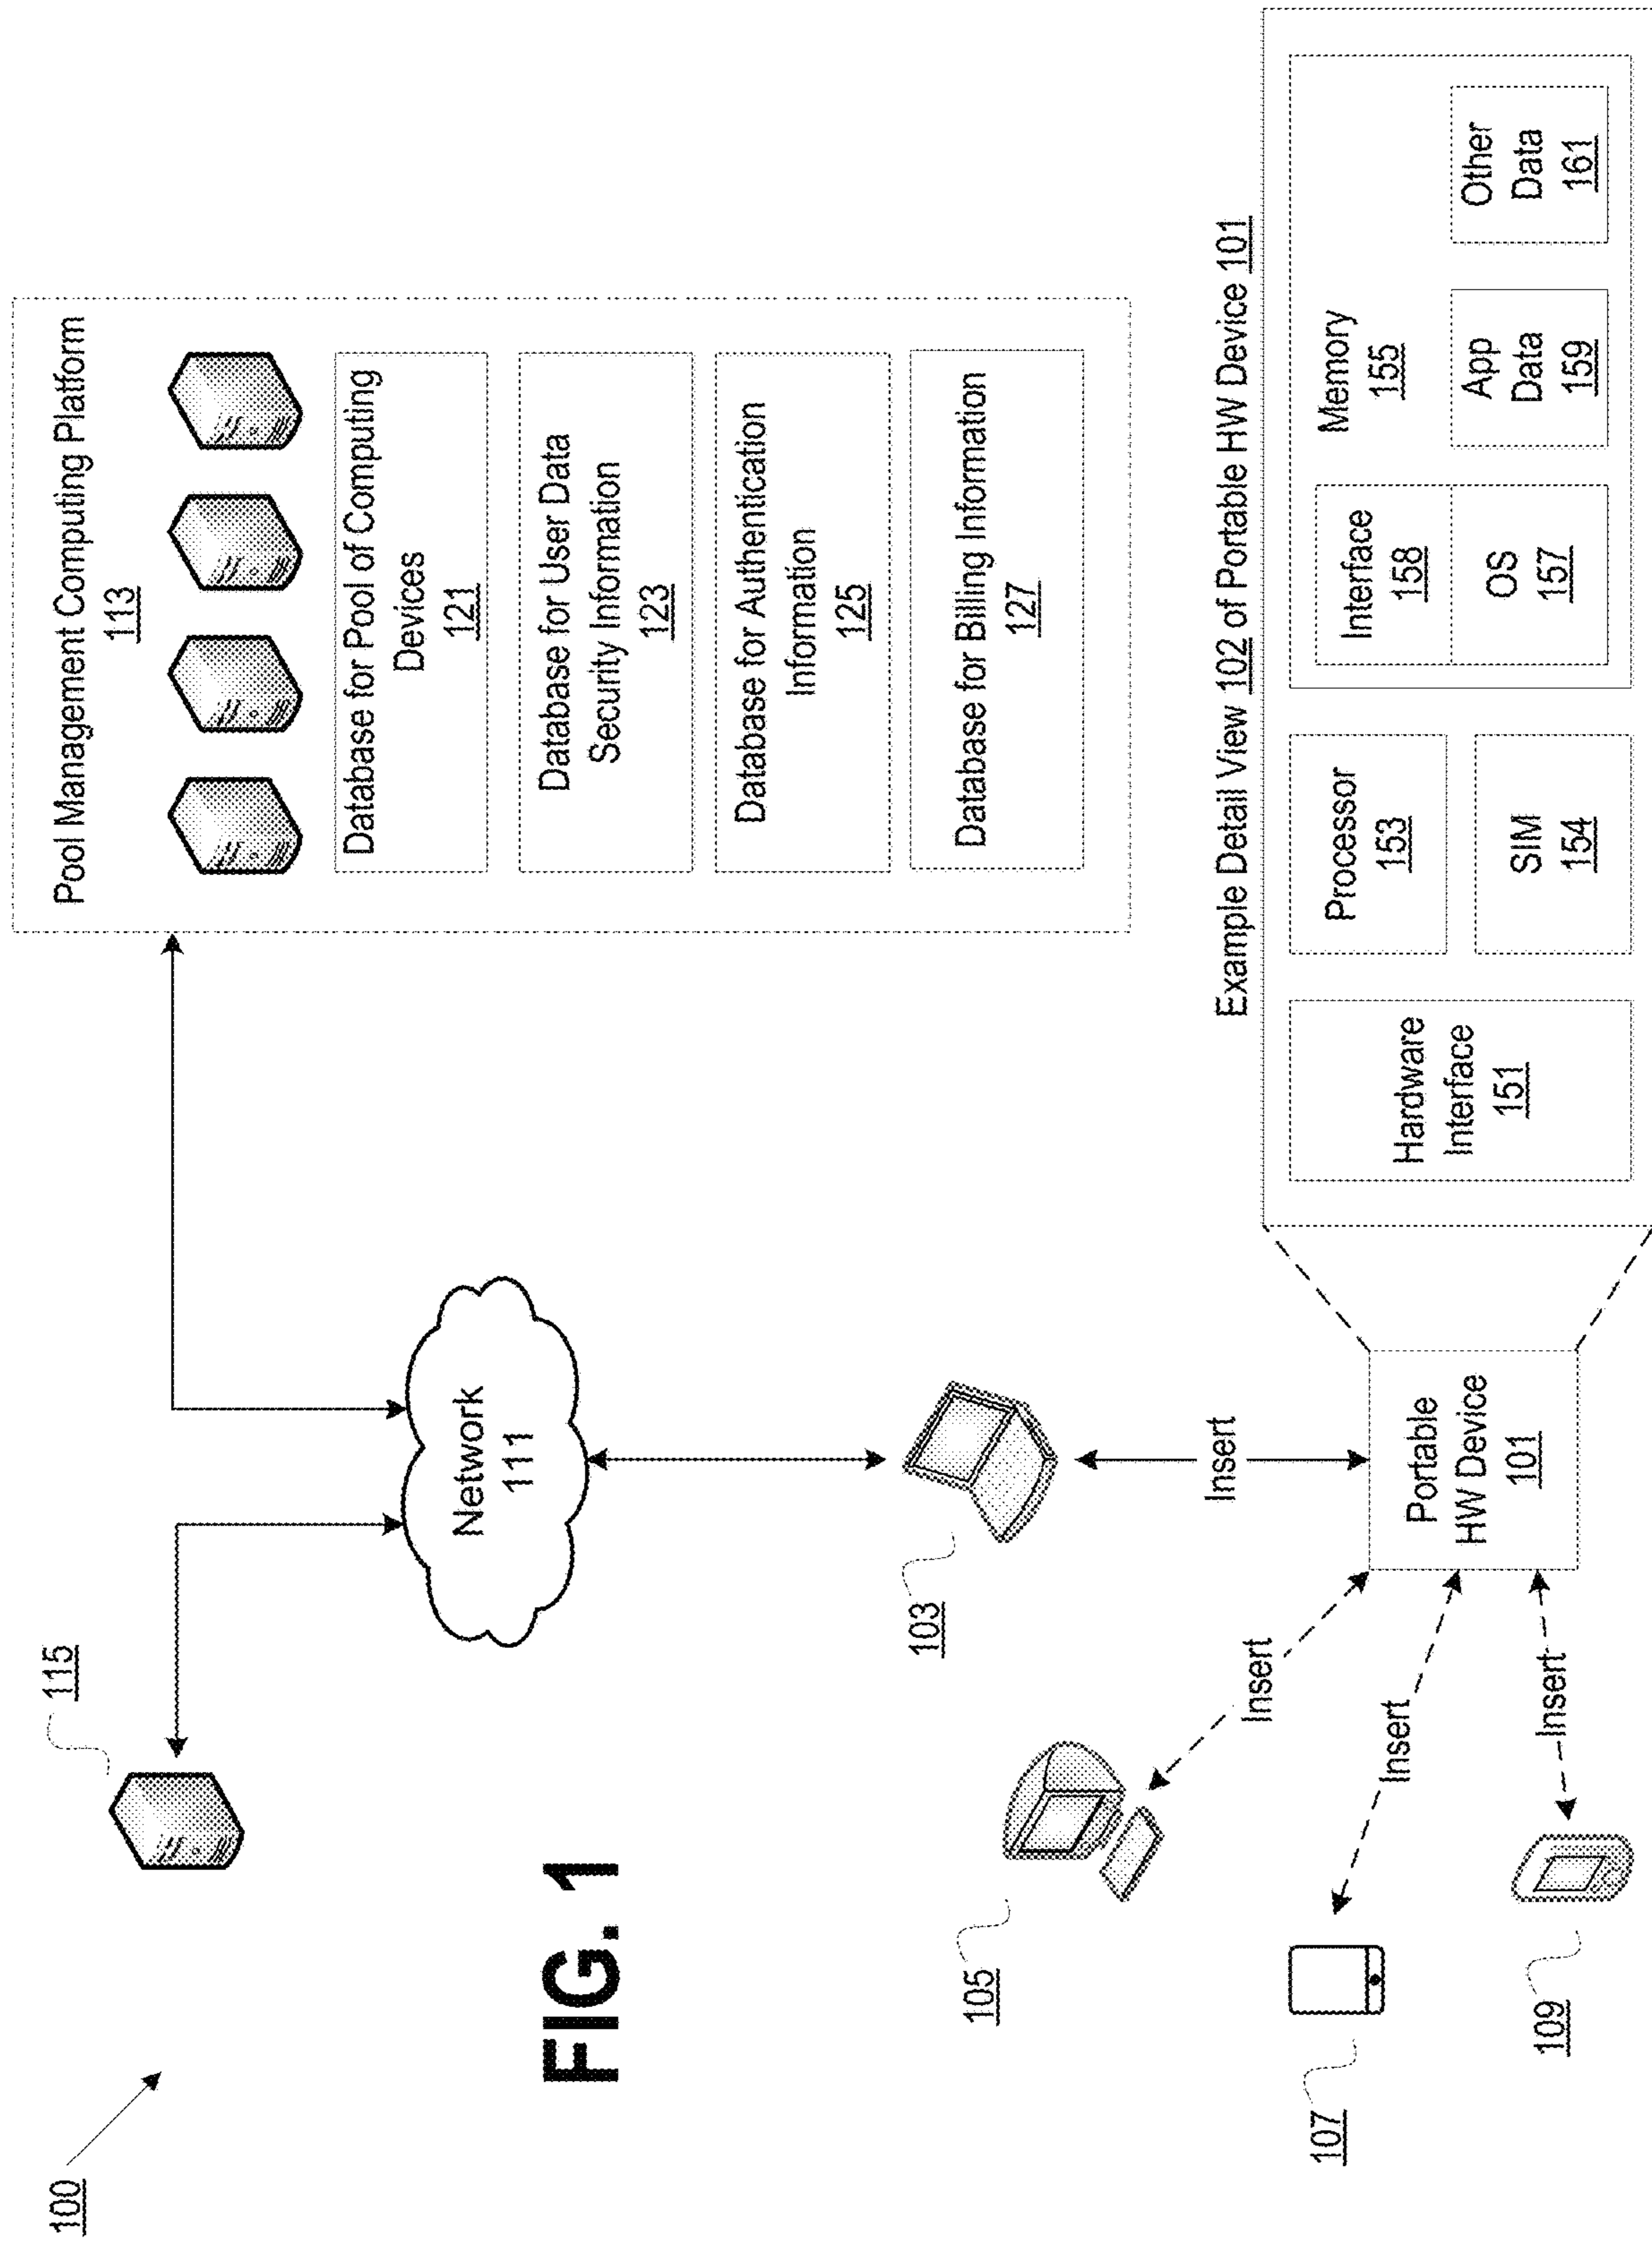 100
115
Pool Management Computing Platform
113
Database for Pool of Computing
Devices
121
Database for User Data
Security Information
123
Database for Authentication
Information
125
Database for Billing Information
127
Network
111
FIG. 1
103
105
107
109
Insert
Insert
Insert
Insert
Portable
HW Device
101
Example Detail View 102 of Portable HW Device 101
Hardware
Interface
151
Processor
153
SIM
154
Memory
155
Interface
158
OS
157
App
Data
159
Other
Data
161